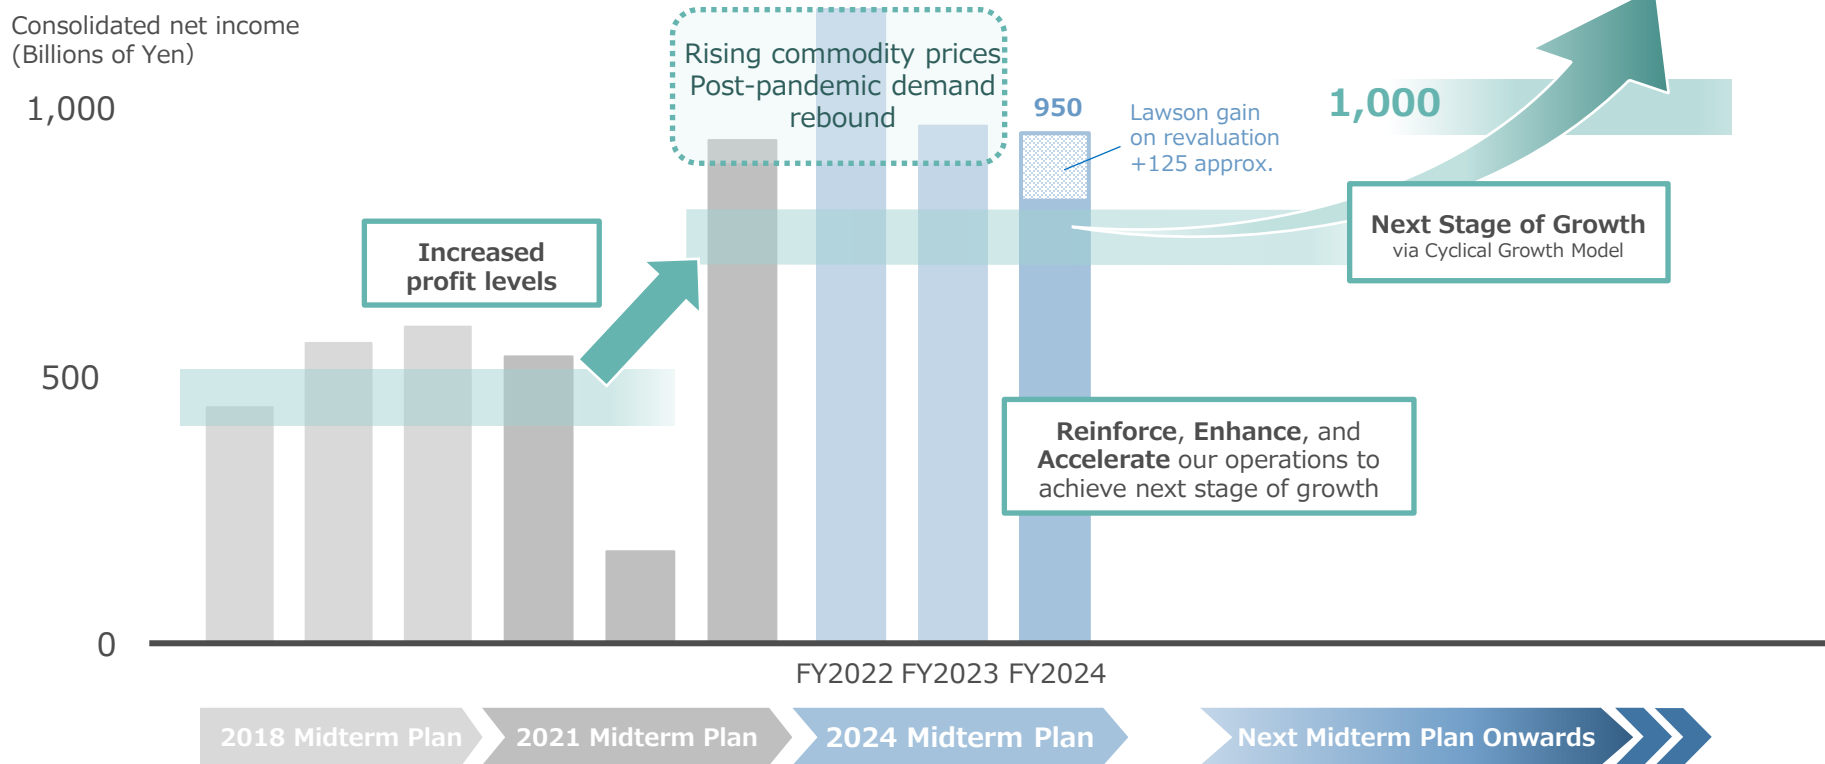 Consolidated net income
(Billions of Yen)
1,000
500
0
Rising commodity prices
Post-pandemic demand
rebound
950
Lawson gain
on revaluation
+125 approx.
1,000
Increased
profit levels
Next Stage of Growth
via Cyclical Growth Model
Reinforce, Enhance, and
Accelerate our operations to
achieve next stage of growth
FY2022 FY2023 FY2024
2018 Midterm Plan
2021 Midterm Plan
2024 Midterm Plan
Next Midterm Plan Onwards